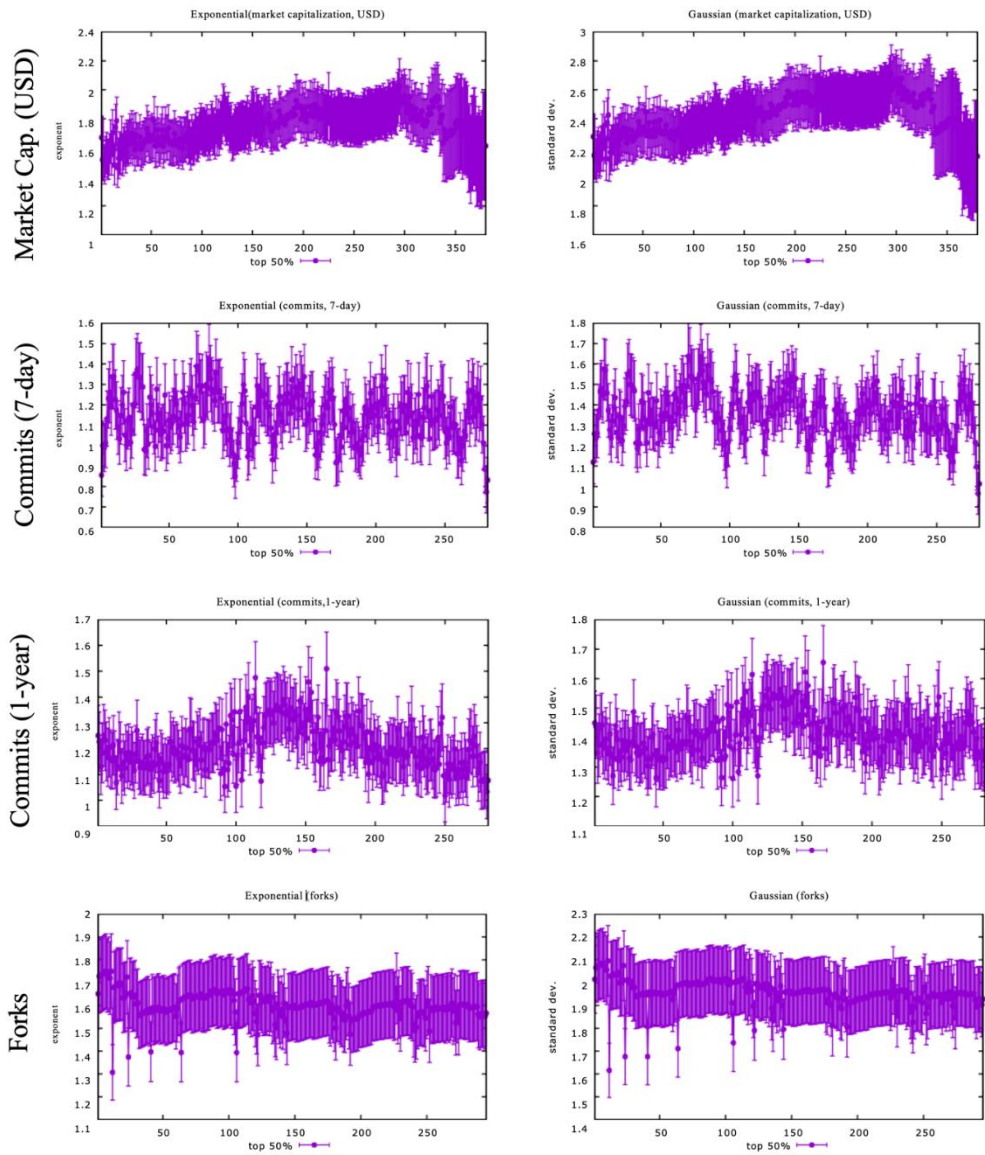 Exponential(market capitalization, USD)
Gaussian (market capitalization, USD)
Market Cap. (USD)
exponent
2.4
2.2
2
1.8
1.6
1.4
1.2
1
50 100 150 200 250 300 350
top 50%
standard dev.
3
2.8
2.6
2.4
2.2
2
1.8
1.6
50 100 150 200 250 300 350
top 50%
Exponential (commits, 7-day)
Gaussian (commits, 7-day)
Commits (7-day)
exponent
1.6
1.5
1.4
1.3
1.2
1.1
1
0.9
0.8
0.7
0.6
50 100 150 200 250
top 50%
standard dev.
1.8
1.7
1.6
1.5
1.4
1.3
1.2
1.1
1
0.9
0.8
50 100 150 200 250
top 50%
Exponential (commits,1-year)
Gaussian (commits, 1-year)
Commits (1-year)
exponent
1.7
1.6
1.5
1.4
1.3
1.2
1.1
1
0.9
50 100 150 200 250
top 50%
standard dev.
1.8
1.7
1.6
1.5
1.4
1.3
1.2
1.1
50 100 150 200 250
top 50%
Exponential (forks)
Gaussian (forks)
Forks
exponent
2
1.9
1.8
1.7
1.6
1.5
1.4
1.3
1.2
1.1
50 100 150 200 250
top 50%
standard dev.
2.3
2.2
2.1
2
1.9
1.8
1.7
1.6
1.5
1.4
50 100 150 200 250
top 50%